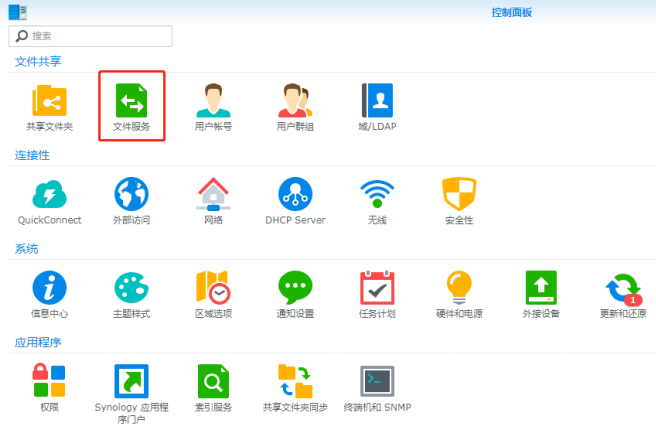 控制面板
搜索
文件共享
共享文件夹 文件服务 用户帐号 用户群组 域/LDAP
连接性
QuickConnect 外部访问 网络 DHCP Server 无线 安全性
系统
信息中心 主题样式 区域选项 通知设置 任务计划 硬件和电源 外接设备 更新和还原
1
应用程序
权限 Synology 应用程 索引服务 共享文件夹同步 终端机和 SNMP
序门户